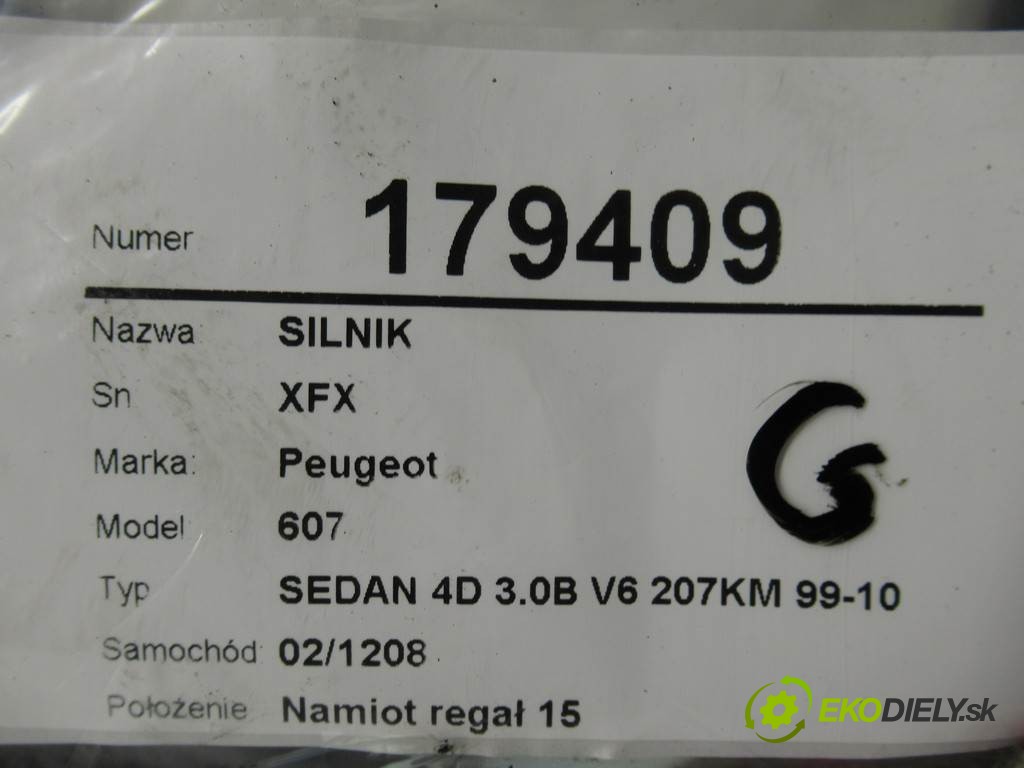 Numer 179409
Nazwa SILNIK
Sn XFX
Marka: Peugeot
Model 607
Typ SEDAN 4D 3.0B V6 207KM 99-10
Samochód 02/1208
Położenie Namiot regał 15
G
EKODIELY.sk